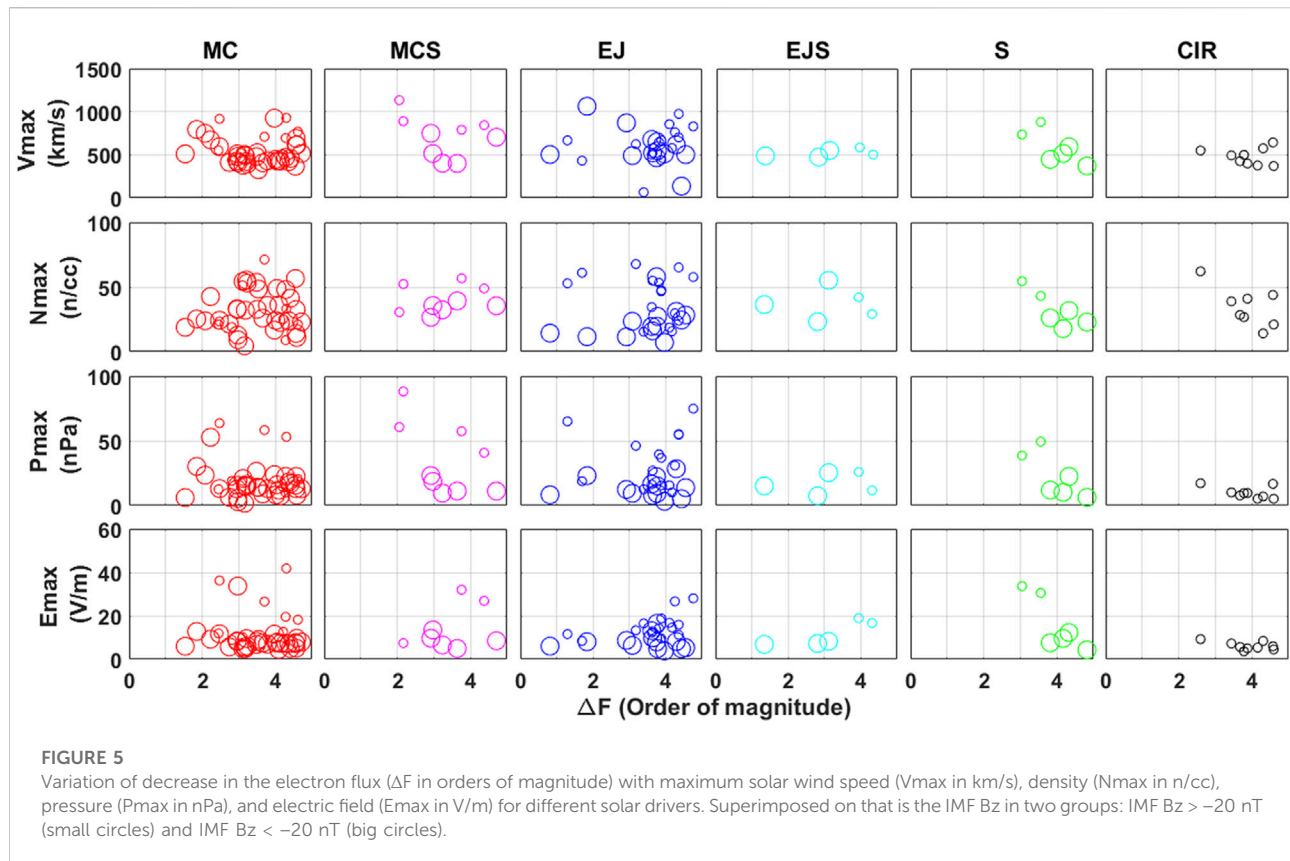 MC MCS EJ EJS S CIR
1500
1000
500
0
Vmax
(km/s)
100
50
0
Nmax
(n/cc)
100
50
0
Pmax
(nPa)
60
40
20
0
Emax
(V/m)
0 2 4 0 2 4 0 2 4 0 2 4 0 2 4 0 2 4
ΔF (Order of magnitude)
FIGURE 5
Variation of decrease in the electron flux (ΔF in orders of magnitude) with maximum solar wind speed (Vmax in km/s), density (Nmax in n/cc),
pressure (Pmax in nPa), and electric field (Emax in V/m) for different solar drivers. Superimposed on that is the IMF Bz in two groups: IMF Bz > −20 nT
(small circles) and IMF Bz < −20 nT (big circles).